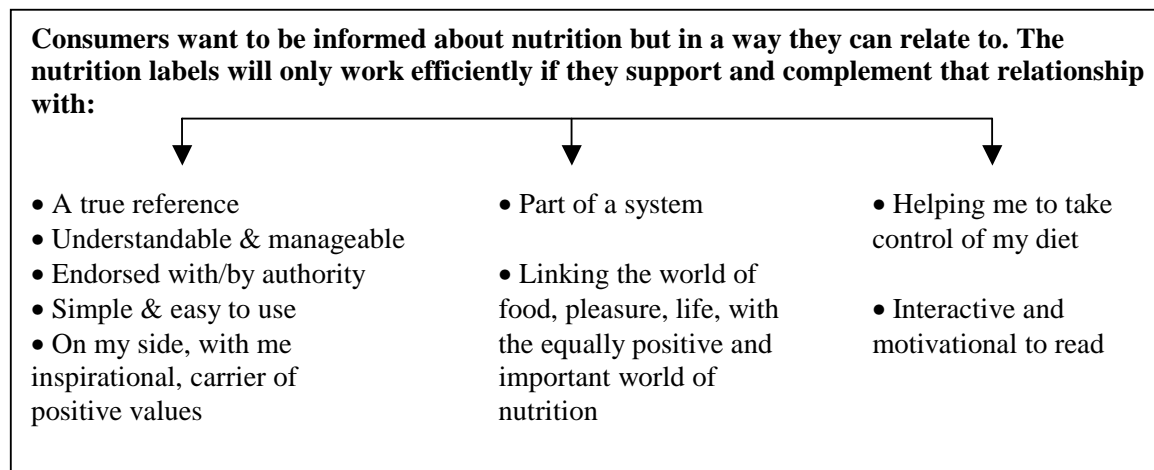 Consumers want to be informed about nutrition but in a way they can relate to. The
nutrition labels will only work efficiently if they support and complement that relationship
with:
• A true reference
• Understandable & manageable
• Endorsed with/by authority
• Simple & easy to use
• On my side, with me
inspirational, carrier of
positive values
• Part of a system
• Linking the world of
food, pleasure, life, with
the equally positive and
important world of
nutrition
• Helping me to take
control of my diet
• Interactive and
motivational to read